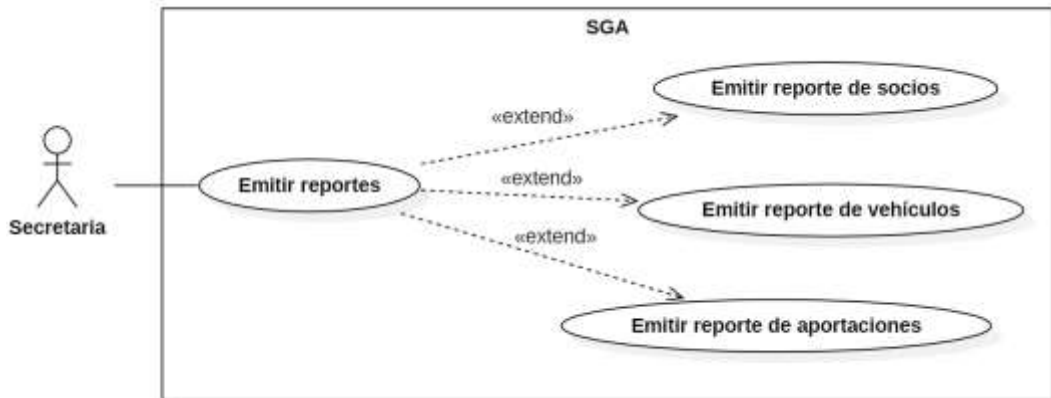 SGA
Emitir reporte de socios
«extend»
Emitir reportes
«extend»
Emitir reporte de vehículos
Secretaria
«extend»
Emitir reporte de aportaciones